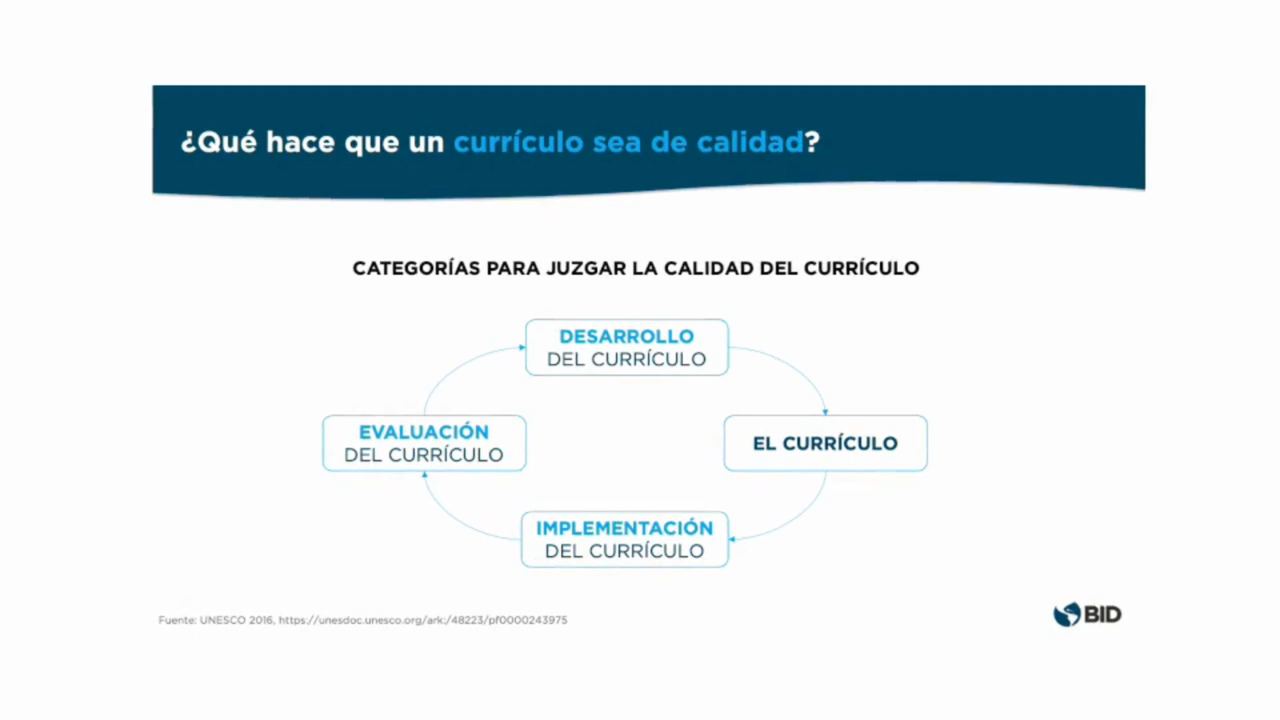 ¿Qué hace que un currículo sea de calidad?
CATEGORÍAS PARA JUZGAR LA CALIDAD DEL CURRÍCULO
DESARROLLO
DEL CURRÍCULO
EVALUACIÓN
DEL CURRÍCULO
EL CURRÍCULO
IMPLEMENTACIÓN
DEL CURRÍCULO
Fuente: UNESCO 2016, https://unesdoc.unesco.org/ark:/48223/pf0000243975
BID